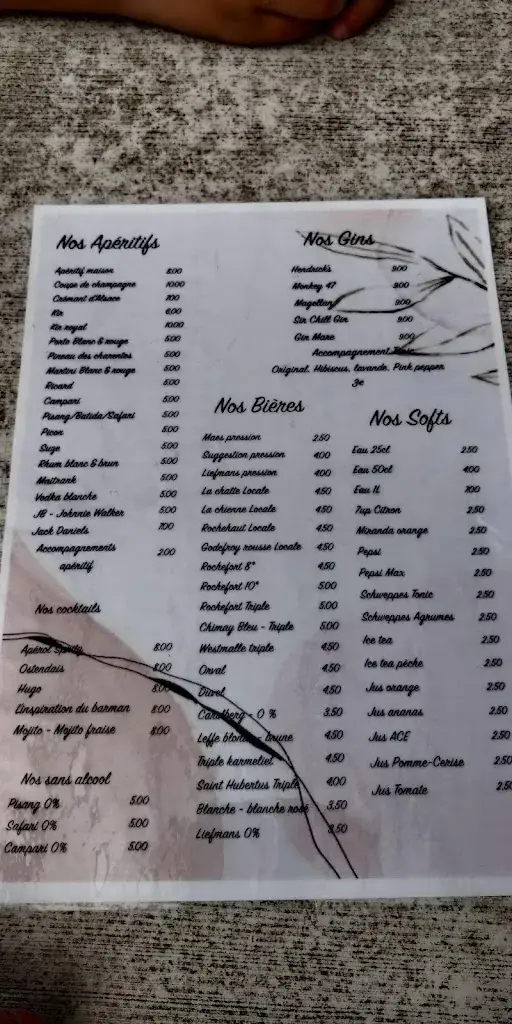 Nos Apéritifs
Apéritif maison 8.00
Coupe de champagne 10.00
Crémant d'Alsace 7.00
Kir 6.00
Kir royal 10.00
Porto Blanc & rouge 5.00
Pineau des charentes 5.00
Martini Blanc & rouge 5.00
Ricard 5.00
Campari 5.00
Pisang/Batida/Safari 5.00
Picon 5.00
Suze 5.00
Rhum blanc & brun 5.00
Maitrank 5.00
Vodka blanche 5.00
JB - Johnnie Walker 5.00
Jack Daniels 7.00
Accompagnements 2.00
apéritif
Nos cocktails
Apérol Spritz 8.00
Ostendais 8.00
Hugo 8.00
L'inspiration du barman 8.00
Mojito - Mojito fraise 8.00
Nos sans alcool
Pisang 0% 5.00
Safari 0% 5.00
Campari 0% 5.00
Nos Gins
Hendrick's 9.00
Monkey 47 9.00
Magellan 9.00
Sir Chill Gin 9.00
Gin Mare 9.00
Accompagnement Tonic
Original, Hibiscus, lavande, Pink pepper
3e
Nos Bières
Maes pression 2.50
Suggestion pression 4.00
Liefmans pression 4.00
La chatte Locale 4.50
La chienne Locale 4.50
Rochehaut Locale 4.50
Godefroy rousse Locale 4.50
Rochefort 8° 4.50
Rochefort 10° 5.00
Rochefort Triple 5.00
Chimay Bleu - Triple 5.00
Westmalle triple 4.50
Orval 4.50
Duvel 4.50
Carlsberg - 0 % 3.50
Leffe blonde - brune 4.50
Triple karmeliet 4.50
Saint Hubertus Triple 4.00
Blanche - blanche rosé 3.50
Liefmans 0% 3.50
Nos Softs
Eau 25cl 2.50
Eau 50cl 4.00
Eau 1L 7.00
7up Citron 2.50
Miranda orange 2.50
Pepsi 2.50
Pepsi Max 2.50
Schweppes Tonic 2.50
Schweppes Agrumes 2.50
Ice tea 2.50
Ice tea pêche 2.50
Jus orange 2.50
Jus ananas 2.50
Jus ACE 2.50
Jus Pomme-Cerise 2.50
Jus Tomate 2.50